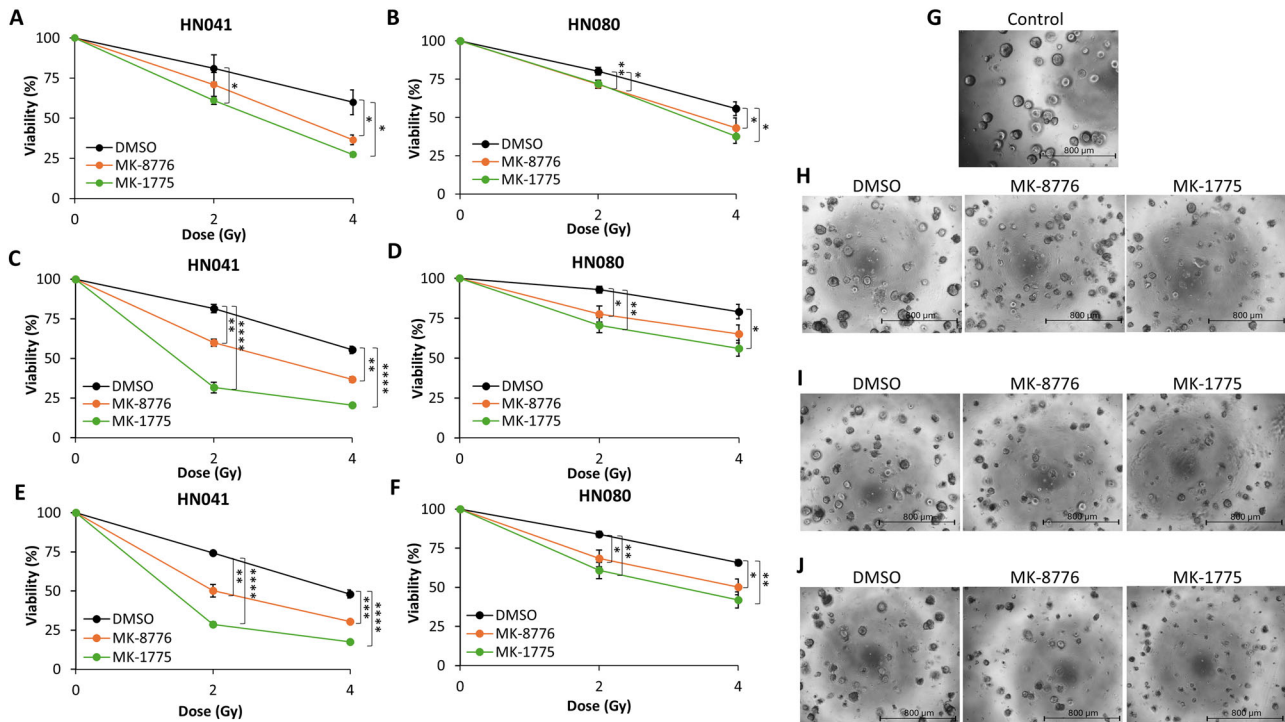 A
HN041
Viability (%)
100
75
50
25
0
DMSO
MK-8776
MK-1775
*
*
*
0 2 4
Dose (Gy)
B
HN080
Viability (%)
100
75
50
25
0
DMSO
MK-8776
MK-1775
**
*
*
*
0 2 4
Dose (Gy)
C
HN041
Viability (%)
100
75
50
25
0
DMSO
MK-8776
MK-1775
**
****
**
****
0 2 4
Dose (Gy)
D
HN080
Viability (%)
100
75
50
25
0
DMSO
MK-8776
MK-1775
*
**
*
0 2 4
Dose (Gy)
E
HN041
Viability (%)
100
75
50
25
0
DMSO
MK-8776
MK-1775
**
****
***
****
0 2 4
Dose (Gy)
F
HN080
Viability (%)
100
75
50
25
0
DMSO
MK-8776
MK-1775
*
**
*
**
0 2 4
Dose (Gy)
G
Control
800 µm
H
DMSO MK-8776 MK-1775
800 µm 800 µm 800 µm
I
DMSO MK-8776 MK-1775
800 µm 800 µm 800 µm
J
DMSO MK-8776 MK-1775
800 µm 800 µm 800 µm